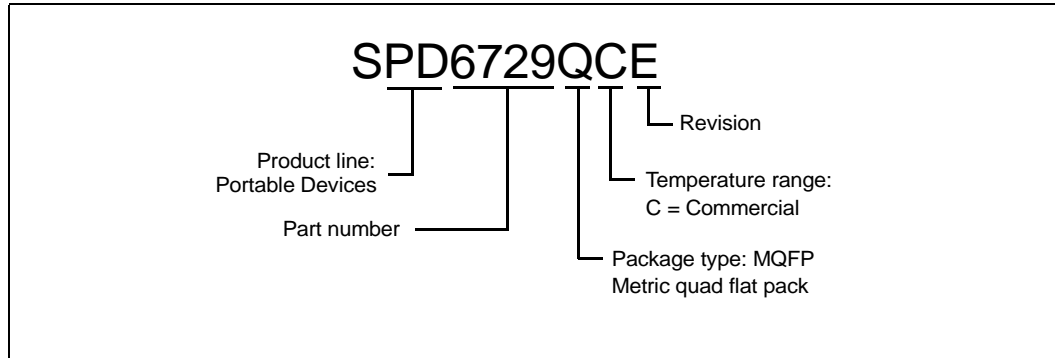 SPD6729QCE
Revision
Product line:
Portable Devices
Temperature range:
C = Commercial
Part number
Package type: MQFP
Metric quad flat pack